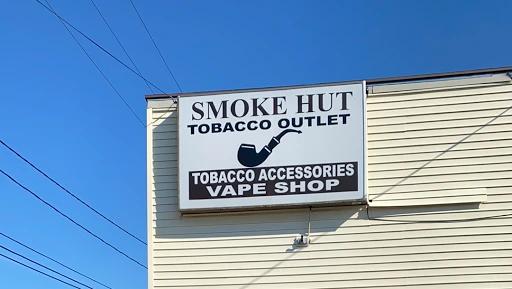 SMOKE HUT
TOBACCO OUTLET
TOBACCO ACCESSORIES
VAPE SHOP